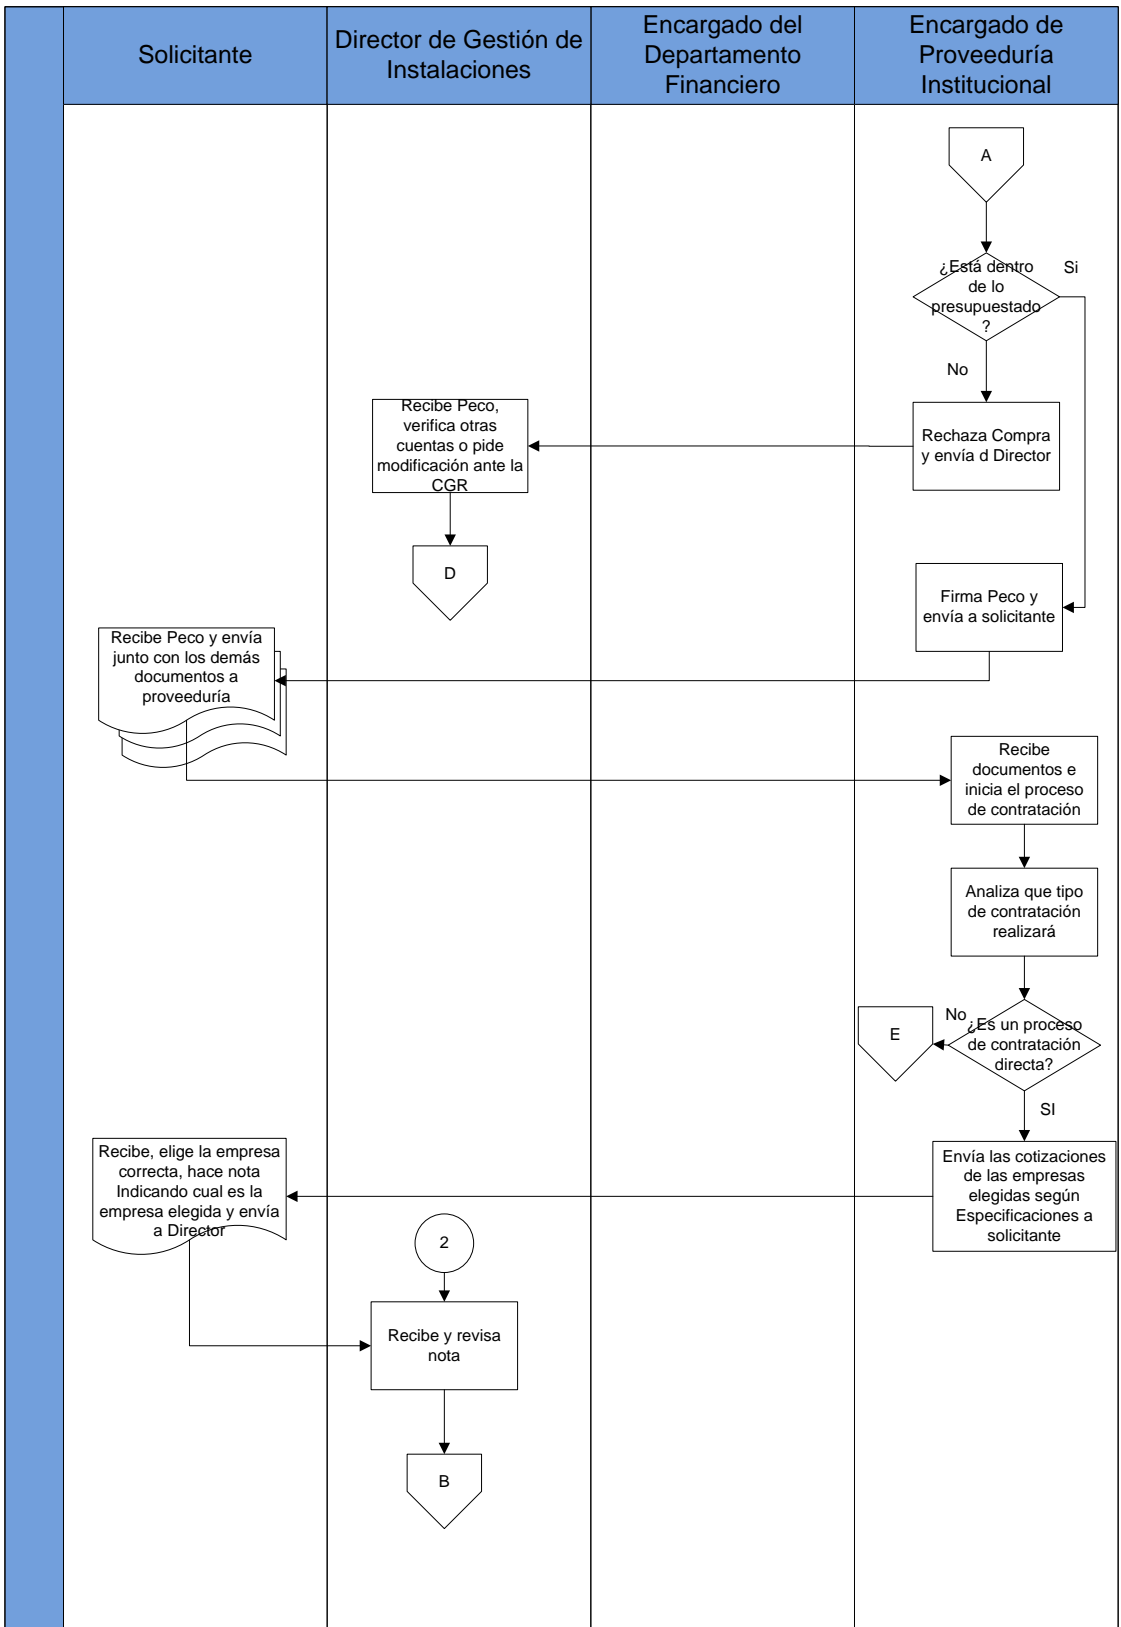 Solicitante
Director de Gestión de
Instalaciones
Encargado del
Departamento
Financiero
Encargado de
Proveeduría
Institucional
A
¿Está dentro
de lo
presupuestado
?
Si
No
Recibe Peco,
verifica otras
cuentas o pide
modificación ante la
CGR
Rechaza Compra
y envía d Director
D
Firma Peco y
envía a solicitante
Recibe Peco y envía
junto con los demás
documentos a
proveeduría
Recibe
documentos e
inicia el proceso
de contratación
Analiza que tipo
de contratación
realizará
E
No
¿Es un proceso
de contratación
directa?
SI
Recibe, elige la empresa
correcta, hace nota
Indicando cual es la
empresa elegida y envía
a Director
Envía las cotizaciones
de las empresas
elegidas según
Especificaciones a
solicitante
2
Recibe y revisa
nota
B